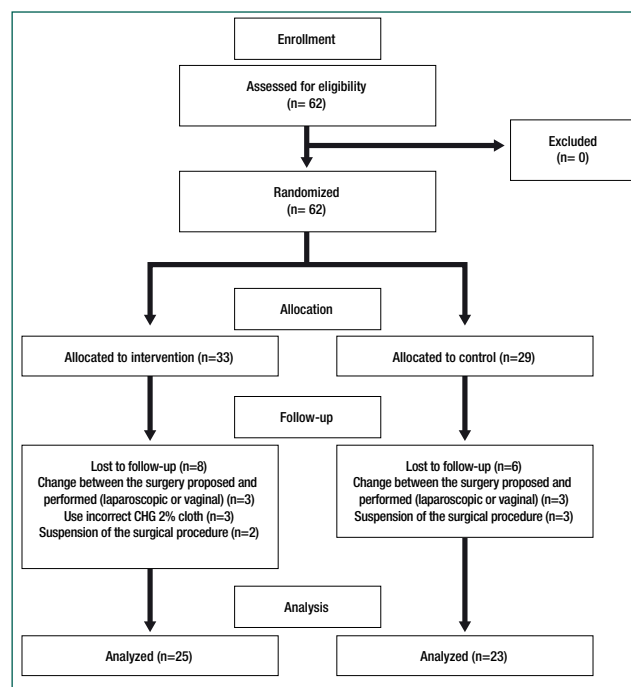 Enrollment
Assessed for eligibility
(n= 62)
Excluded
(n= 0)
Randomized
(n= 62)
Allocation
Allocated to intervention (n=33)
Allocated to control (n=29)
Follow-up
Lost to follow-up (n=8)
Change between the surgery proposed and
performed (laparoscopic or vaginal) (n=3)
Use incorrect CHG 2% cloth (n=3)
Suspension of the surgical procedure (n=2)
Lost to follow-up (n=6)
Change between the surgery proposed and
performed (laparoscopic or vaginal) (n=3)
Suspension of the surgical procedure (n=3)
Analysis
Analyzed (n=25)
Analyzed (n=23)